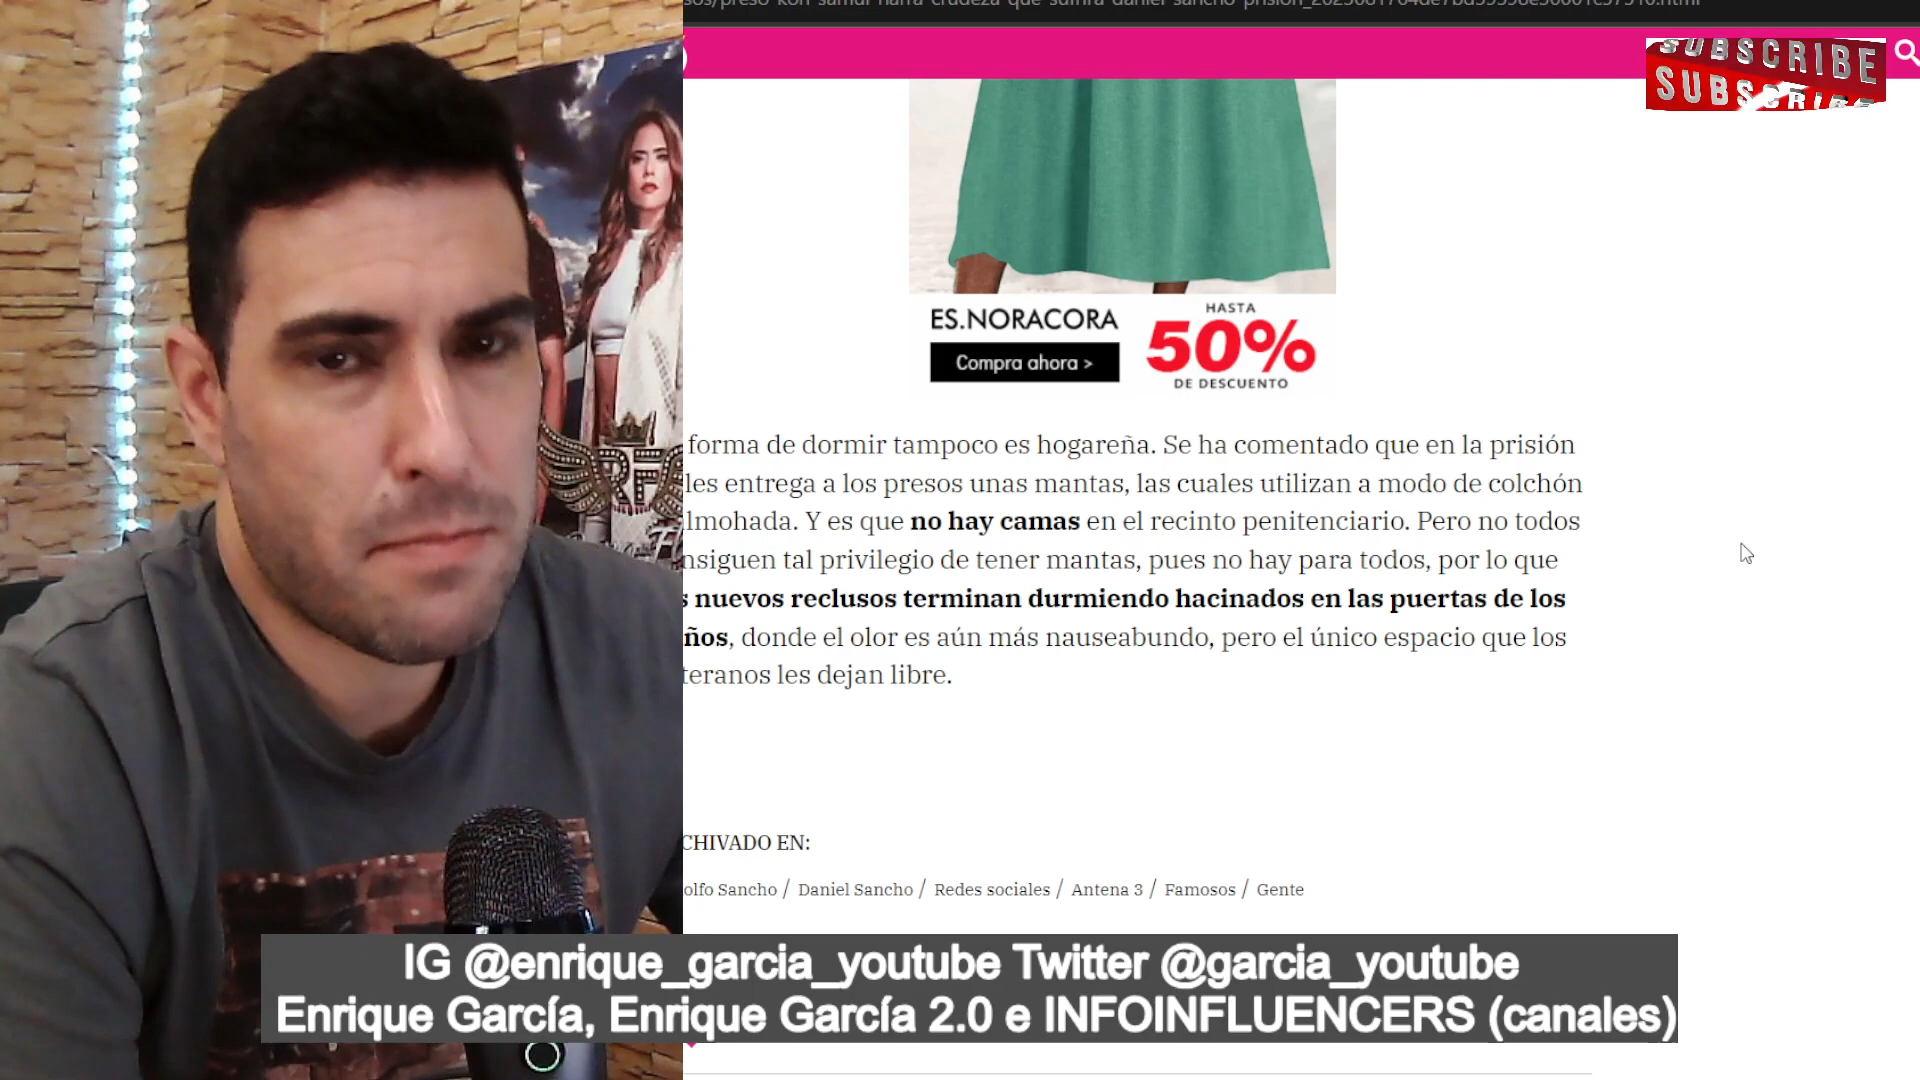 SUBSCRIBE
SUBSCRIBE
ES.NORACORA
Compra ahora >
HASTA
50%
DE DESCUENTO
forma de dormir tampoco es hogareña. Se ha comentado que en la prisión
les entrega a los presos unas mantas, las cuales utilizan a modo de colchón
lmohada. Y es que no hay camas en el recinto penitenciario. Pero no todos
nsiguen tal privilegio de tener mantas, pues no hay para todos, por lo que
s nuevos reclusos terminan durmiendo hacinados en las puertas de los
ños, donde el olor es aún más nauseabundo, pero el único espacio que los
teranos les dejan libre.
CHIVADO EN:
olfo Sancho / Daniel Sancho / Redes sociales / Antena 3 / Famosos / Gente
IG @enrique_garcia_youtube Twitter @garcia_youtube
Enrique García, Enrique García 2.0 e INFOINFLUENCERS (canales)